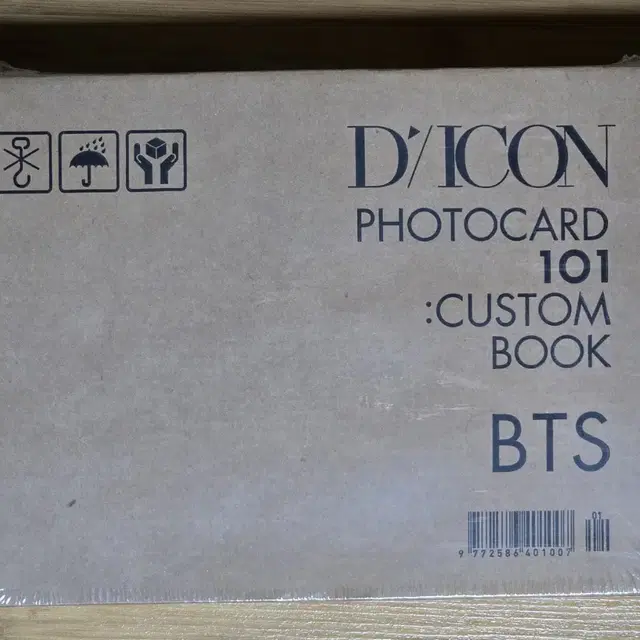 D'/ICON
PHOTOCARD
101
:CUSTOM
BOOK
BTS
01
9 772586 401007